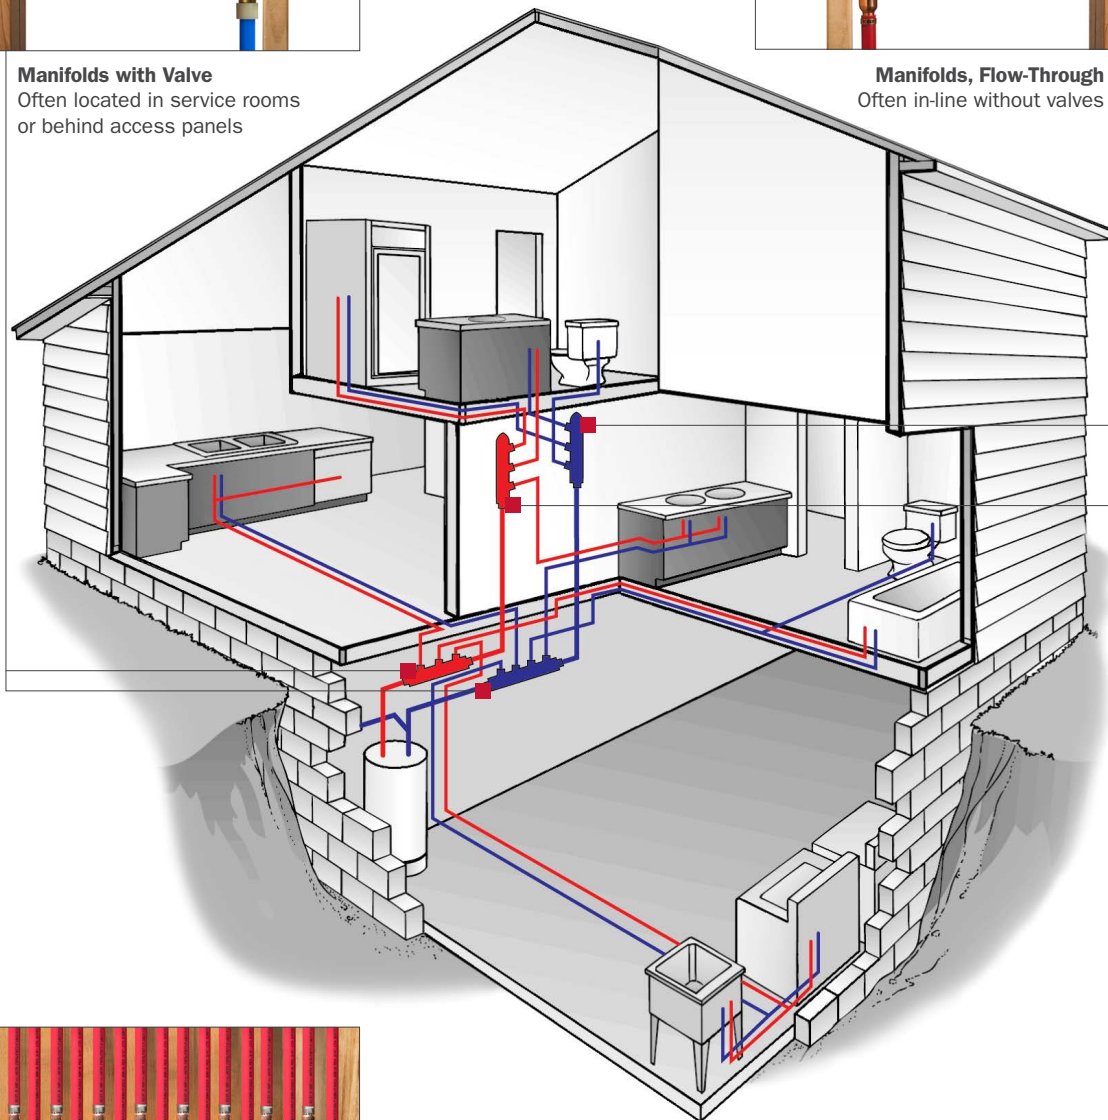 Manifolds with Valve
Often located in service rooms
or behind access panels
Manifolds, Flow-Through
Often in-line without valves